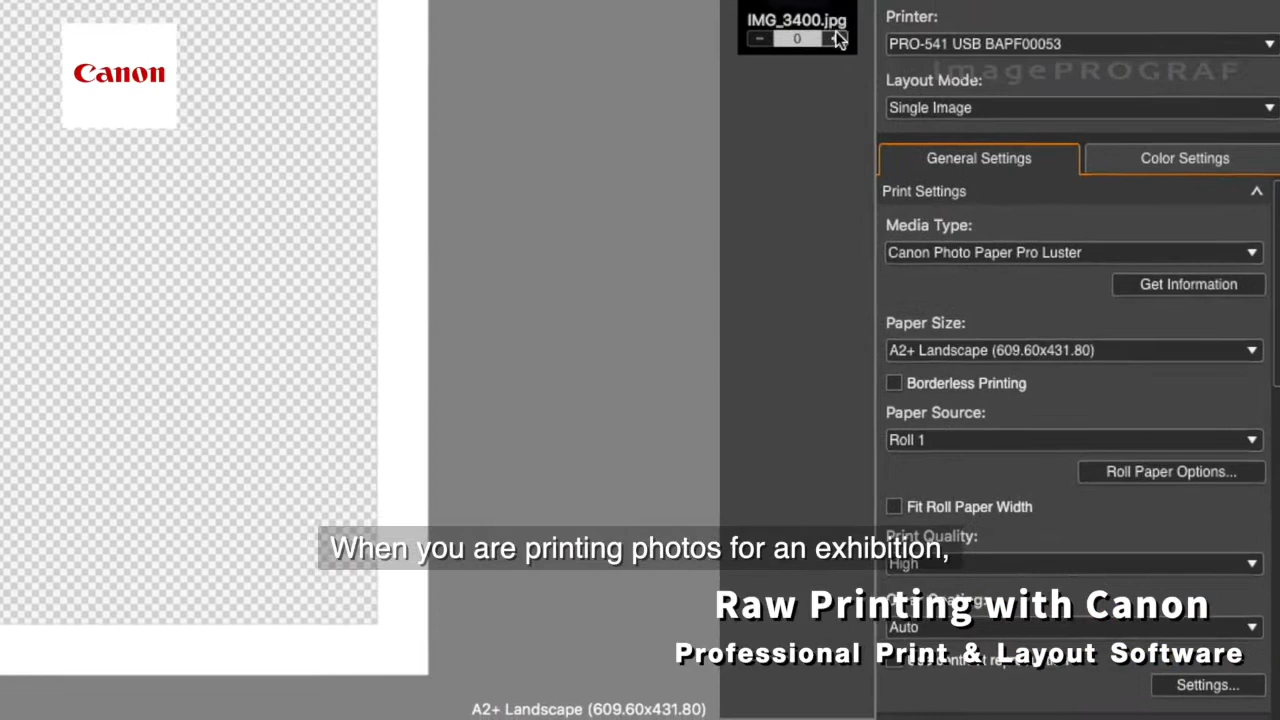 Canon
IMG_3400.jpg
0
Printer:
PRO-541 USB BAPF00053
imagePROGRAF
Layout Mode:
Single Image
General Settings
Color Settings
Print Settings
Media Type:
Canon Photo Paper Pro Luster
Get Information
Paper Size:
A2+ Landscape (609.60x431.80)
Borderless Printing
Paper Source:
Roll 1
Roll Paper Options...
Fit Roll Paper Width
Print Quality:
When you are printing photos for an exhibition,
High
Raw Printing with Canon
Auto
Professional Print & Layout Software
Settings...
A2+ Landscape (609.60x431.80)